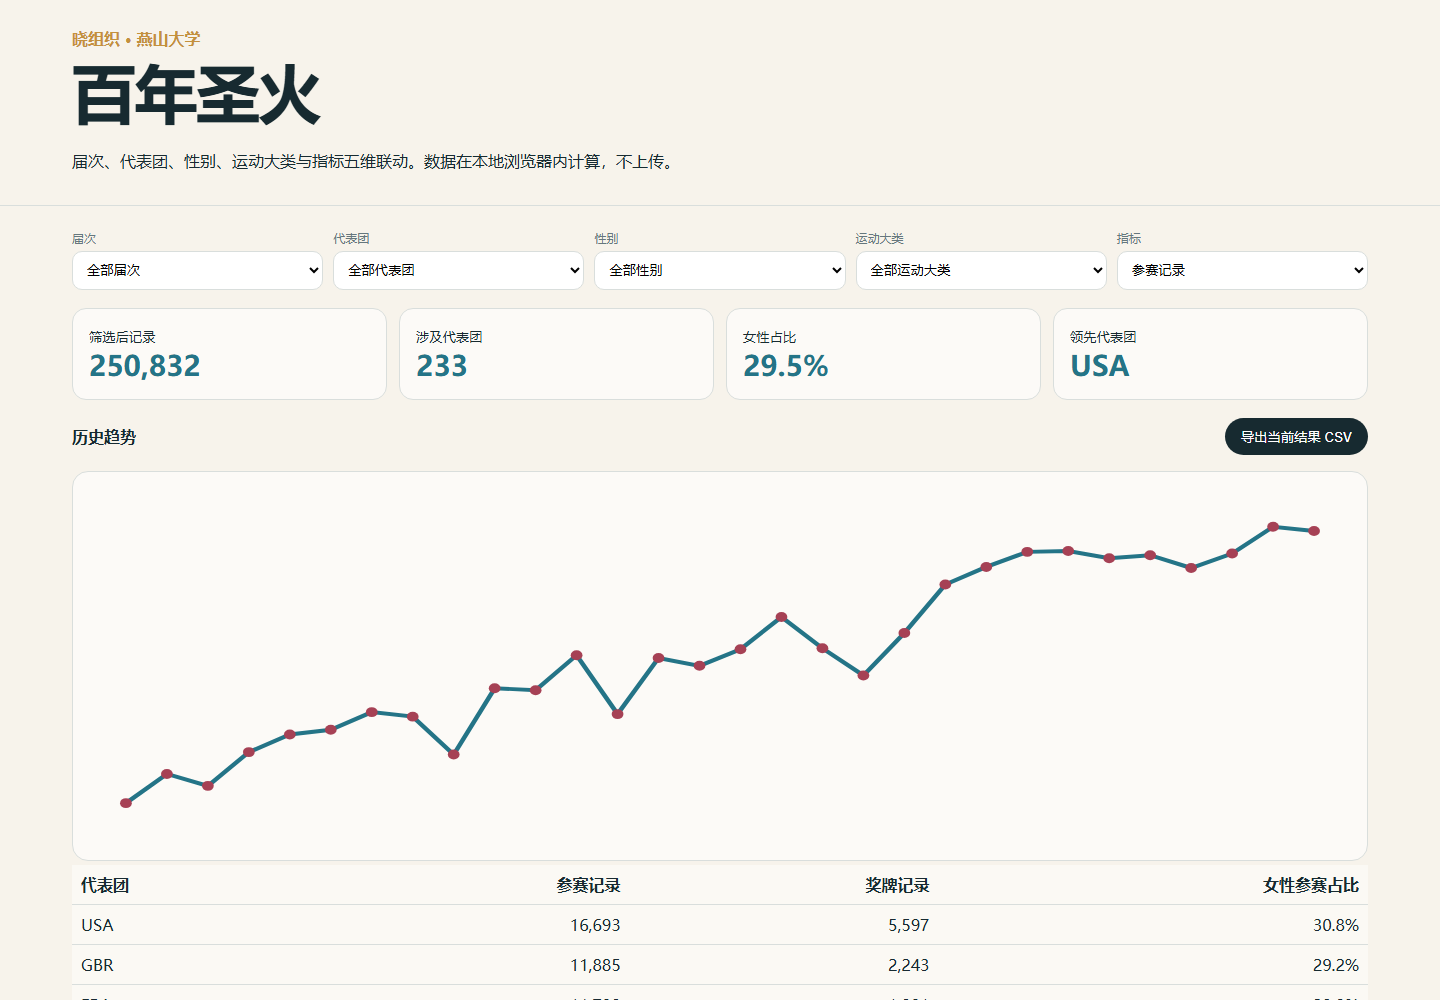 晓组织 • 燕山大学
百年圣火
届次、代表团、性别、运动大类与指标五维联动。数据在本地浏览器内计算，不上传。
届次 代表团 性别 运动大类 指标
全部届次 全部代表团 全部性别 全部运动大类 参赛记录
筛选后记录 涉及代表团 女性占比 领先代表团
250,832 233 29.5% USA
历史趋势 导出当前结果 CSV
代表团 参赛记录 奖牌记录 女性参赛占比
USA 16,693 5,597 30.8%
GBR 11,885 2,243 29.2%